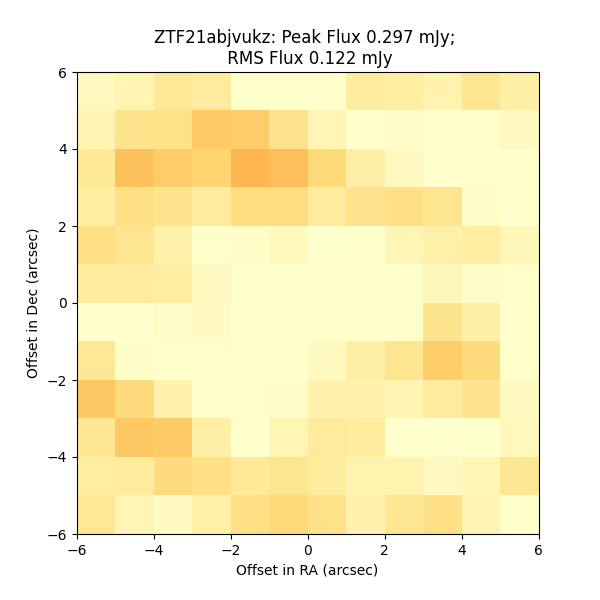 ZTF21abjvukz: Peak Flux 0.297 mJy;
RMS Flux 0.122 mJy
6
4
2
0
−2
−4
−6
Offset in Dec (arcsec)
−6 −4 −2 0 2 4 6
Offset in RA (arcsec)